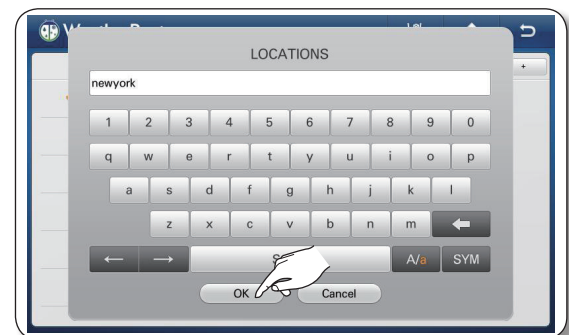 LOCATIONS
newyork
1 2 3 4 5 6 7 8 9 0
q w e r t y u i o p
a s d f g h j k l
z x c v b n m
A/a SYM
OK Cancel